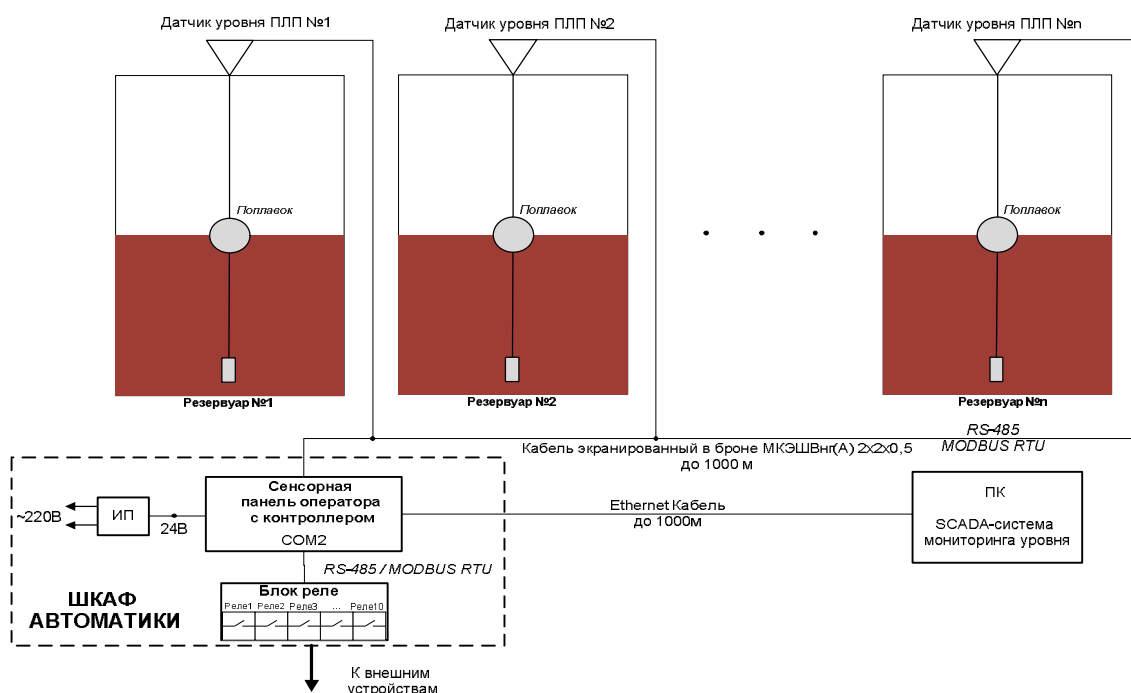 Датчик уровня ПЛП №1
Датчик уровня ПЛП №2
Датчик уровня ПЛП №n
Поплавок
Поплавок
Поплавок
Резервуар №1
Резервуар №2
Резервуар №n
RS-485
MODBUS RTU
Кабель экранированный в броне МКЭШВнг(А) 2х2х0,5
до 1000 м
Сенсорная
панель оператора
с контроллером
COM2
~220В
ИП
24В
Ethernet Кабель
до 1000м
ПК
SCADA-система
мониторинга уровня
RS-485 / MODBUS RTU
Блок реле
Реле1 Реле2 Реле3 ... Реле10
ШКАФ
АВТОМАТИКИ
К внешним
устройствам